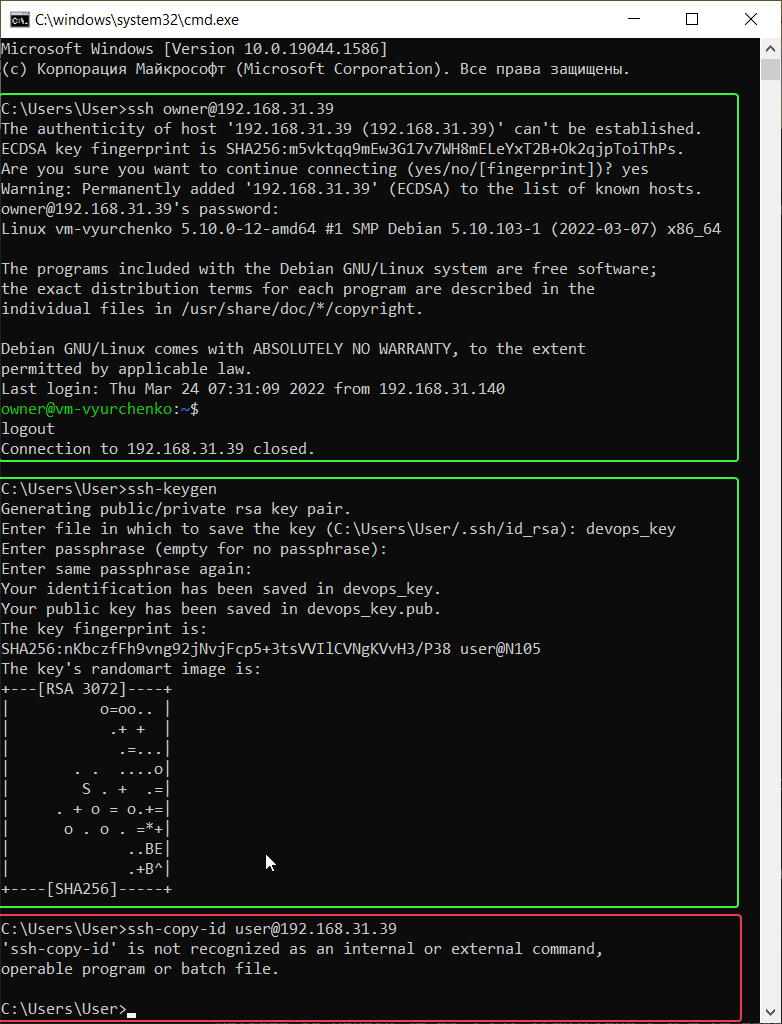 C:\windows\system32\cmd.exe
Microsoft Windows [Version 10.0.19044.1586]
(c) Корпорация Майкрософт (Microsoft Corporation). Все права защищены.

C:\Users\User>ssh owner@192.168.31.39
The authenticity of host '192.168.31.39 (192.168.31.39)' can't be established.
ECDSA key fingerprint is SHA256:m5vktqq9mEw3G17v7WH8mELeYxT2B+Ok2qjpToiThPs.
Are you sure you want to continue connecting (yes/no/[fingerprint])? yes
Warning: Permanently added '192.168.31.39' (ECDSA) to the list of known hosts.
owner@192.168.31.39's password:
Linux vm-vyurchenko 5.10.0-12-amd64 #1 SMP Debian 5.10.103-1 (2022-03-07) x86_64

The programs included with the Debian GNU/Linux system are free software;
the exact distribution terms for each program are described in the
individual files in /usr/share/doc/*/copyright.

Debian GNU/Linux comes with ABSOLUTELY NO WARRANTY, to the extent
permitted by applicable law.
Last login: Thu Mar 24 07:31:09 2022 from 192.168.31.140
owner@vm-vyurchenko:~$
logout
Connection to 192.168.31.39 closed.

C:\Users\User>ssh-keygen
Generating public/private rsa key pair.
Enter file in which to save the key (C:\Users\User/.ssh/id_rsa): devops_key
Enter passphrase (empty for no passphrase):
Enter same passphrase again:
Your identification has been saved in devops_key.
Your public key has been saved in devops_key.pub.
The key fingerprint is:
SHA256:nKbczfFh9vng92jNvjFcp5+3tsVVIlCVNgKVvH3/P38 user@N105
The key's randomart image is:
+---[RSA 3072]----+
|          o=oo.. |
|           .+ +  |
|            .=...|
|       . .  ....o|
|        S . +  .=|
|     . + o = o.+=|
|      o . o . =*+|
|             ..BE|
|             .+B^|
+----[SHA256]-----+

C:\Users\User>ssh-copy-id user@192.168.31.39
'ssh-copy-id' is not recognized as an internal or external command,
operable program or batch file.

C:\Users\User>